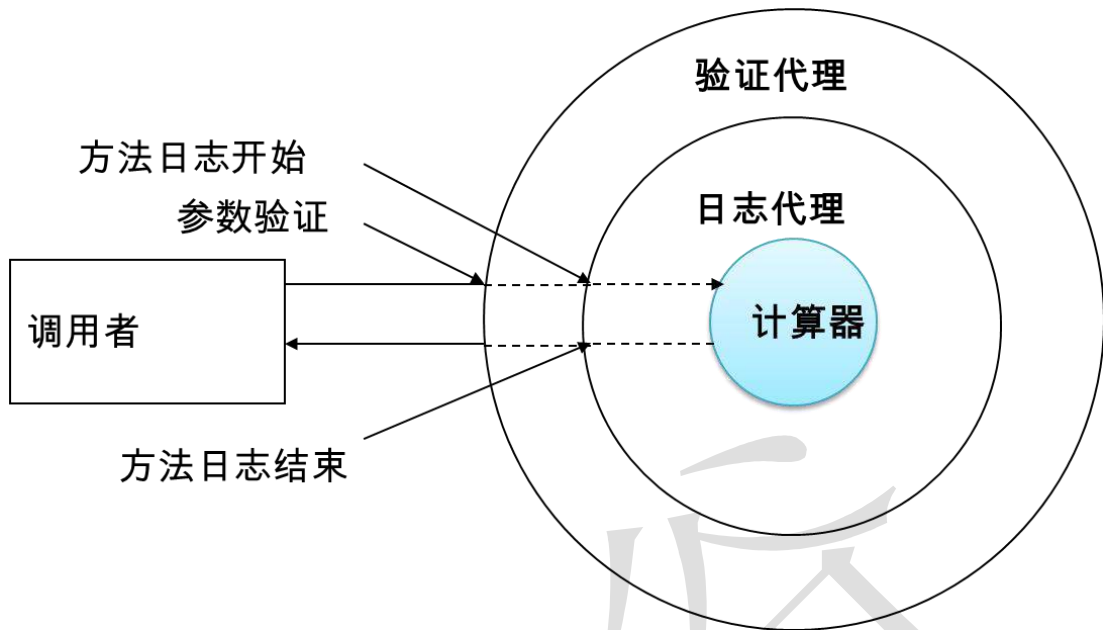 验证代理
方法日志开始
日志代理
参数验证
调用者
计算器
方法日志结束